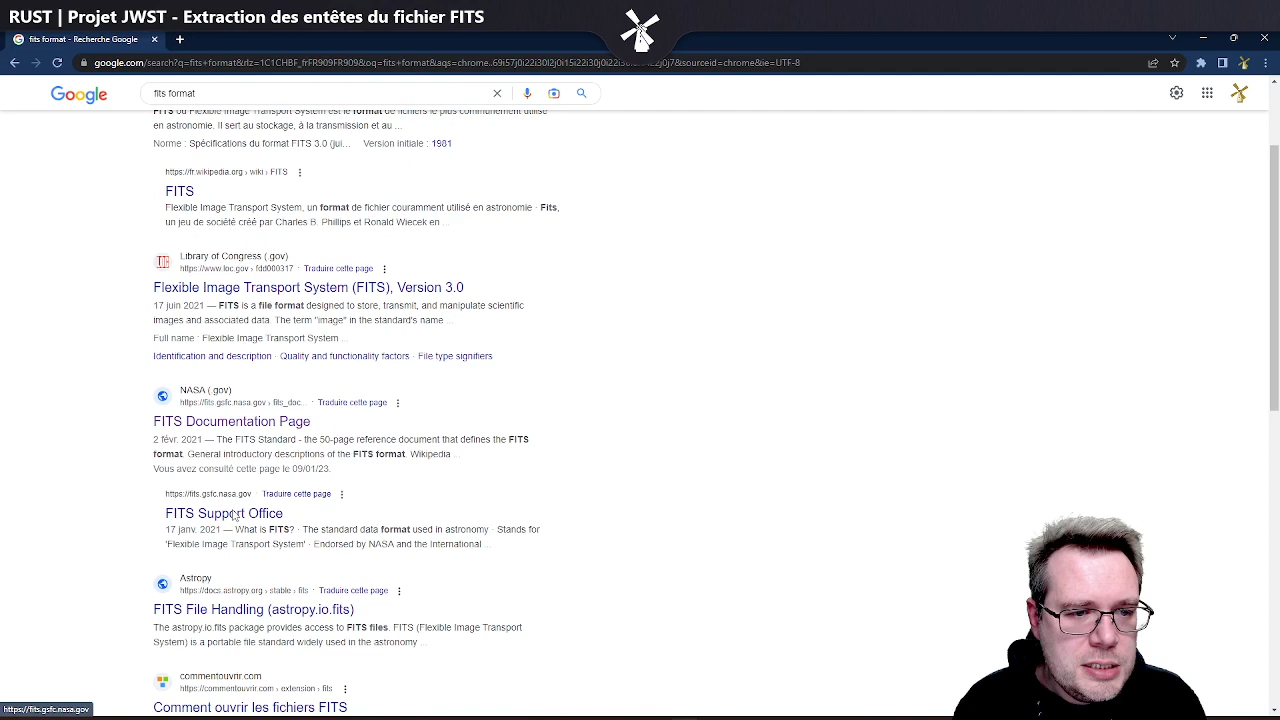 RUST | Projet JWST - Extraction des entêtes du fichier FITS
fits format - Recherche Google
fits format
Google
FITS ou Flexible Image Transport System est le format de fichiers le plus communément utilisé
en astronomie. Il sert au stockage, à la transmission et au ...
Norme : Spécifications du format FITS 3.0 (jui... Version initiale : 1981
https://fr.wikipedia.org › wiki › FITS
FITS
Flexible Image Transport System, un format de fichier couramment utilisé en astronomie · Fits,
un jeu de société créé par Charles B. Phillips et Ronald Wiecek en ...
Library of Congress (.gov)
https://www.loc.gov › fdd000317 · Traduire cette page
Flexible Image Transport System (FITS), Version 3.0
17 juin 2021 — FITS is a file format designed to store, transmit, and manipulate scientific
images and associated data. The term "image" in the standard's name ...
Full name : Flexible Image Transport System ...
Identification and description · Quality and functionality factors · File type signifiers
NASA (.gov)
https://fits.gsfc.nasa.gov › fits_doc... · Traduire cette page
FITS Documentation Page
2 févr. 2021 — The FITS Standard - the 50-page reference document that defines the FITS
format. General introductory descriptions of the FITS format. Wikipedia ...
Vous avez consulté cette page le 09/01/23.
https://fits.gsfc.nasa.gov · Traduire cette page
FITS Support Office
17 janv. 2021 — What is FITS? · The standard data format used in astronomy · Stands for
'Flexible Image Transport System' · Endorsed by NASA and the International ...
Astropy
https://docs.astropy.org › stable › fits · Traduire cette page
FITS File Handling (astropy.io.fits)
The astropy.io.fits package provides access to FITS files. FITS (Flexible Image Transport
System) is a portable file standard widely used in the astronomy ...
commentouvrir.com
https://commentouvrir.com › extension › fits
Comment ouvrir les fichiers FITS
https://fits.gsfc.nasa.gov